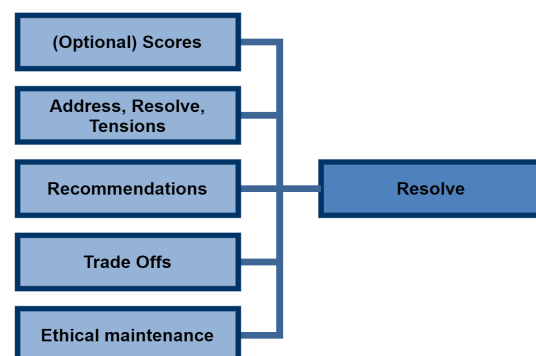 (Optional) Scores
Address, Resolve,
Tensions
Recommendations
Resolve
Trade Offs
Ethical maintenance